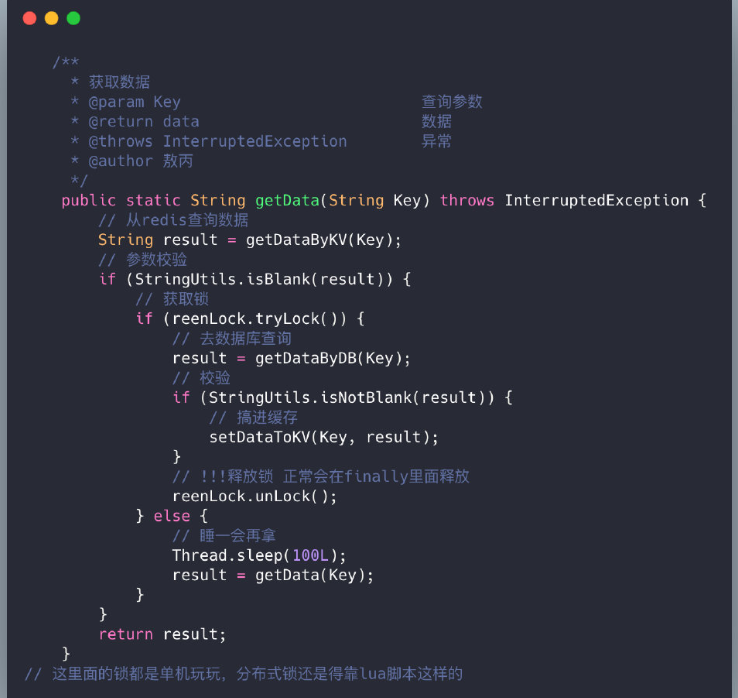 /**
* 获取数据
* @param Key 查询参数
* @return data 数据
* @throws InterruptedException 异常
* @author 敖丙
*/
public static String getData(String Key) throws InterruptedException {
// 从redis查询数据
String result = getDataByKV(Key);
// 参数校验
if (StringUtils.isBlank(result)) {
// 获取锁
if (reenLock.tryLock()) {
// 去数据库查询
result = getDataByDB(Key);
// 校验
if (StringUtils.isNotBlank(result)) {
// 搞进缓存
setDataToKV(Key, result);
}
// !!!释放锁 正常会在finally里面释放
reenLock.unLock();
} else {
// 睡一会再拿
Thread.sleep(100L);
result = getData(Key);
}
}
return result;
}
// 这里面的锁都是单机玩玩，分布式锁还是得靠lua脚本这样的